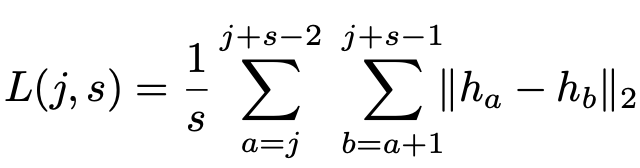 L(j, s) = \frac{1}{s} \sum_{a=j}^{j+s-2} \sum_{b=a+1}^{j+s-1} \|h_a - h_b\|_2